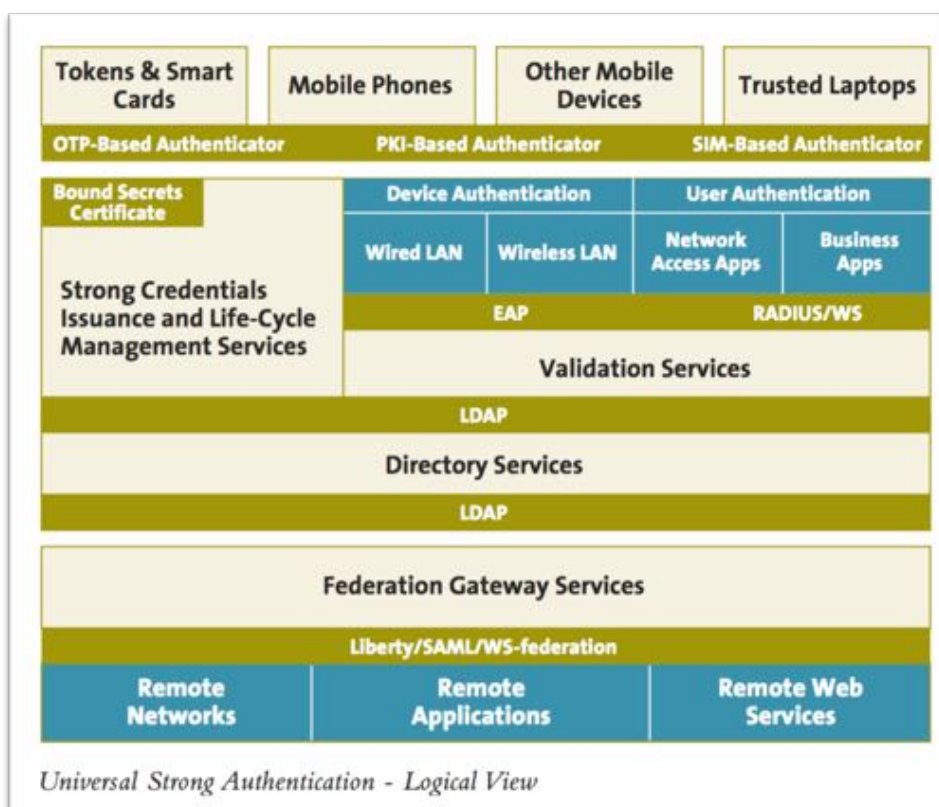 Tokens & Smart
Cards
Mobile Phones
Other Mobile
Devices
Trusted Laptops
OTP-Based Authenticator
PKI-Based Authenticator
SIM-Based Authenticator
Bound Secrets
Certificate
Strong Credentials
Issuance and Life-Cycle
Management Services
Device Authentication
User Authentication
Wired LAN
Wireless LAN
Network
Access Apps
Business
Apps
EAP
RADIUS/WS
Validation Services
LDAP
Directory Services
LDAP
Federation Gateway Services
Liberty/SAML/WS-federation
Remote
Networks
Remote
Applications
Remote Web
Services
Universal Strong Authentication - Logical View